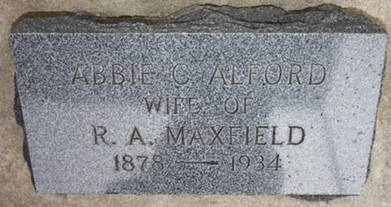 ABBIE C. ALFORD
WIFE OF
R. A. MAXFIELD
1878 — 1934